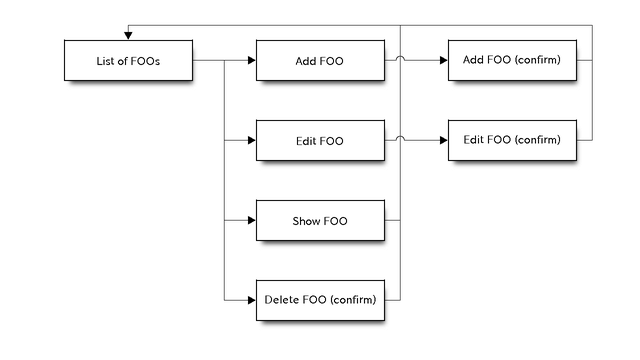 List of FOOs
Add FOO
Add FOO (confirm)
Edit FOO
Edit FOO (confirm)
Show FOO
Delete FOO (confirm)